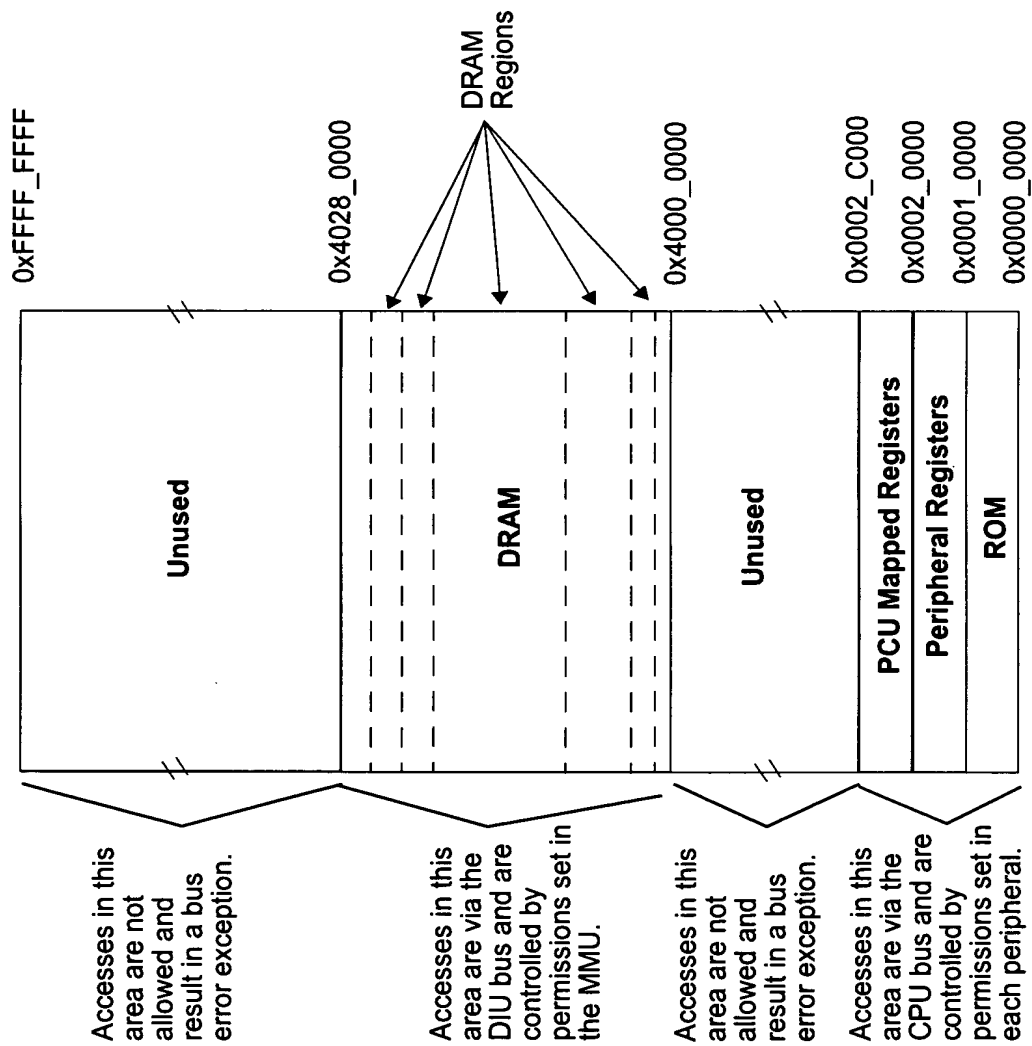 0xFFFF_FFFF
Accesses in this
area are not
allowed and
result in a bus
error exception.
Unused
0x4028_0000
Accesses in this
area are via the
DIU bus and are
controlled by
permissions set in
the MMU.
DRAM
DRAM
Regions
0x4000_0000
Accesses in this
area are not
allowed and
result in a bus
error exception.
Unused
0x0002_C000
Accesses in this
area are via the
CPU bus and are
controlled by
permissions set in
each peripheral.
PCU Mapped Registers
0x0002_0000
Peripheral Registers
0x0001_0000
ROM
0x0000_0000